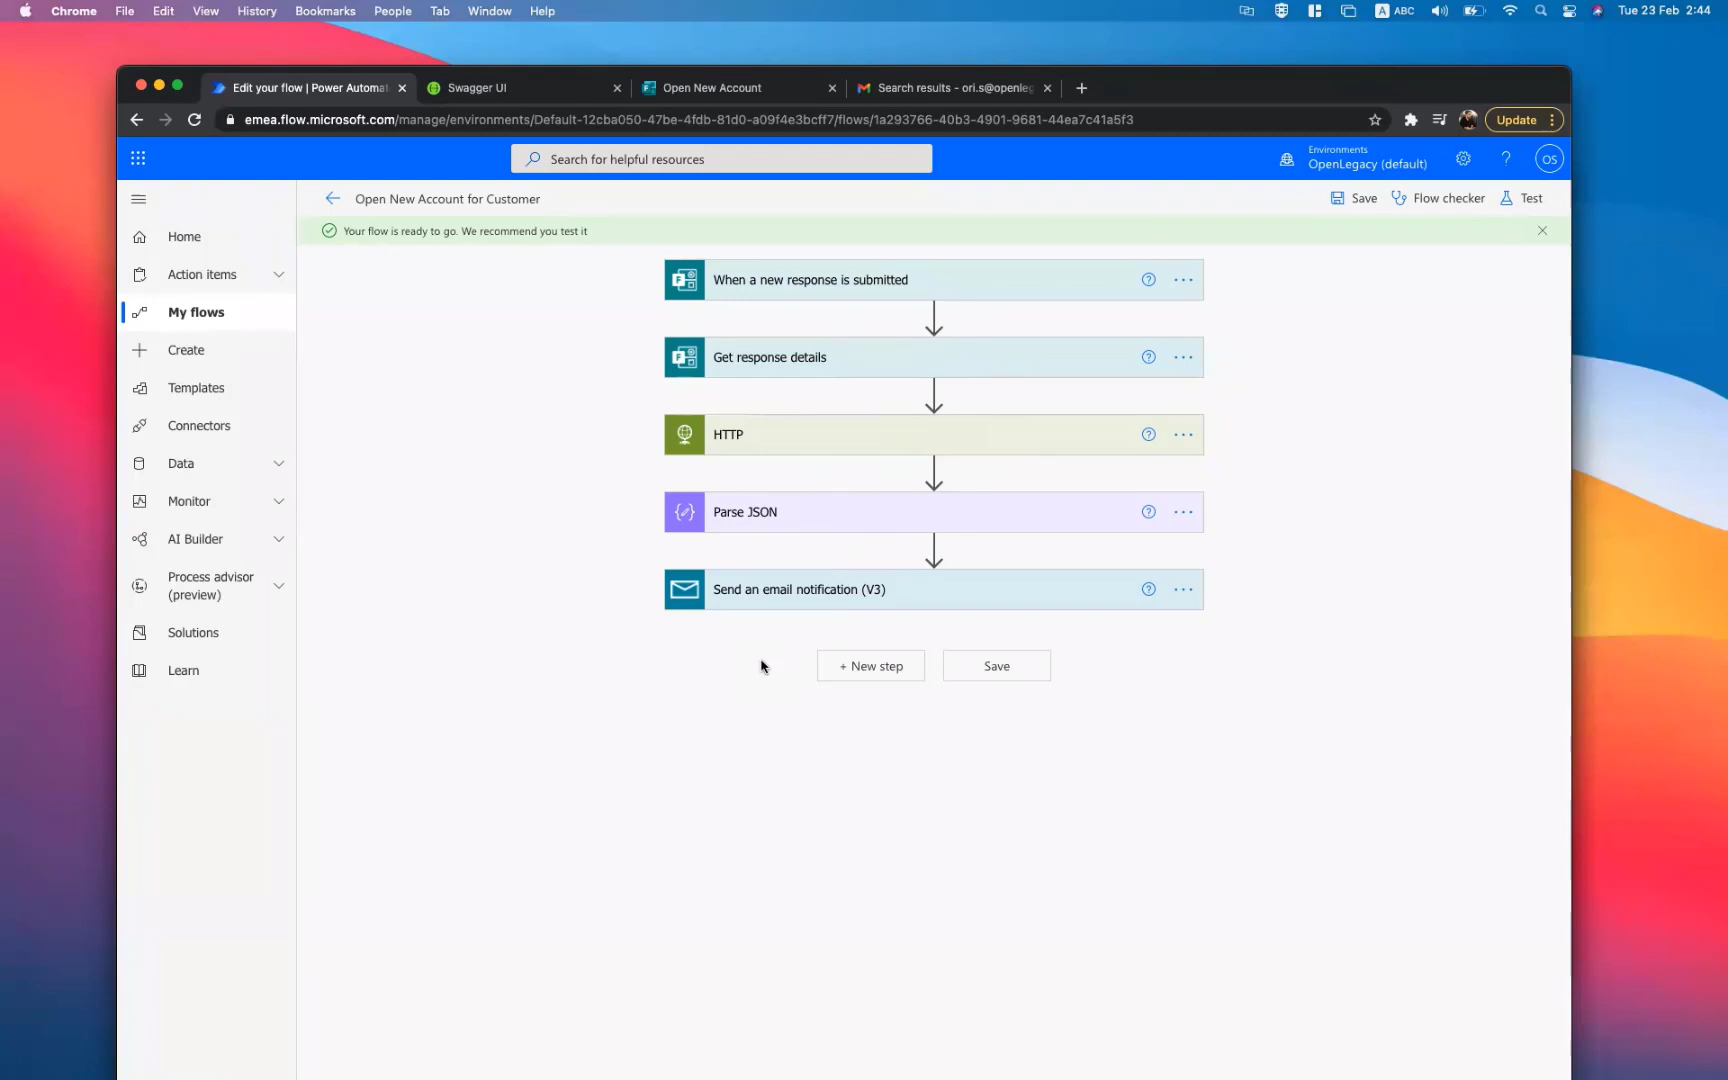 Chrome File Edit View History Bookmarks People Tab Window Help
A ABC Tue 23 Feb 2:44
Edit your flow | Power Automat
Swagger UI
Open New Account
Search results - ori.s@openleg
emea.flow.microsoft.com/manage/environments/Default-12cba050-47be-4fdb-81d0-a09f4e3bcff7/flows/1a293766-40b3-4901-9681-44ea7c41a5f3
Update
Search for helpful resources
Environments
OpenLegacy (default)
OS
Open New Account for Customer
Save
Flow checker
Test
Your flow is ready to go. We recommend you test it
Home
Action items
My flows
Create
Templates
Connectors
Data
Monitor
AI Builder
Process advisor
(preview)
Solutions
Learn
When a new response is submitted
Get response details
HTTP
Parse JSON
Send an email notification (V3)
+ New step
Save